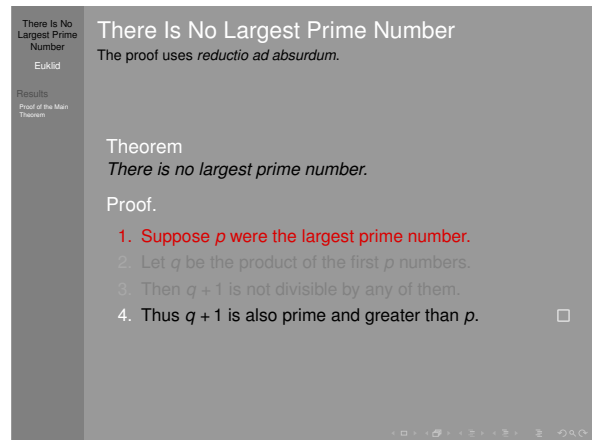 There Is No
Largest Prime
Number
Euklid
Results
Proof of the Main
Theorem
There Is No Largest Prime Number
The proof uses reductio ad absurdum.
Theorem
There is no largest prime number.
Proof.
1. Suppose p were the largest prime number.
2. Let q be the product of the first p numbers.
3. Then q + 1 is not divisible by any of them.
4. Thus q + 1 is also prime and greater than p.